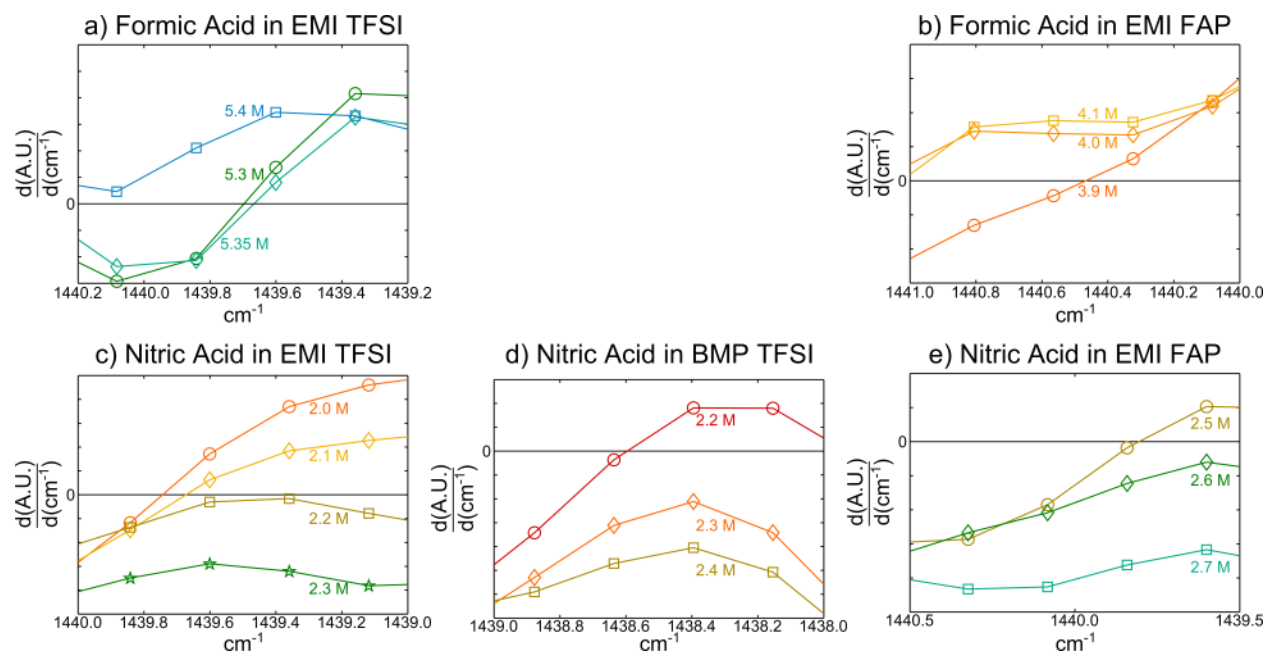 a) Formic Acid in EMI TFSI
d(A.U.)
d(cm-1)
0
5.4 M
5.3 M
5.35 M
1440.2 1440.0 1439.8 1439.6 1439.4 1439.2
cm-1
b) Formic Acid in EMI FAP
d(A.U.)
d(cm-1)
0
4.1 M
4.0 M
3.9 M
1441.0 1440.8 1440.6 1440.4 1440.2 1440.0
cm-1
c) Nitric Acid in EMI TFSI
d(A.U.)
d(cm-1)
0
2.0 M
2.1 M
2.2 M
2.3 M
1440.0 1439.8 1439.6 1439.4 1439.2 1439.0
cm-1
d) Nitric Acid in BMP TFSI
d(A.U.)
d(cm-1)
0
2.2 M
2.3 M
2.4 M
1439.0 1438.8 1438.6 1438.4 1438.2 1438.0
cm-1
e) Nitric Acid in EMI FAP
d(A.U.)
d(cm-1)
0
2.5 M
2.6 M
2.7 M
1440.5 1440.0 1439.5
cm-1